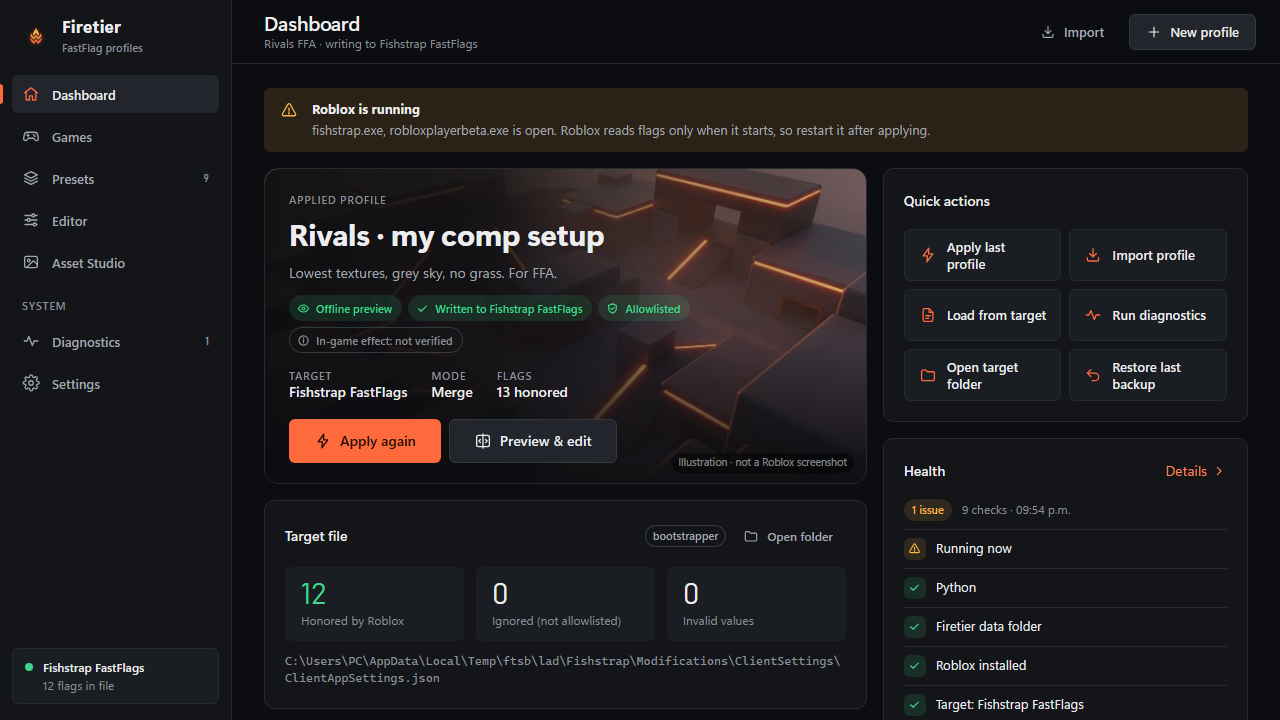 Firetier
FastFlag profiles
Dashboard
Games
Presets 9
Editor
Asset Studio
SYSTEM
Diagnostics 1
Settings
Fishstrap FastFlags
12 flags in file
Dashboard
Rivals FFA · writing to Fishstrap FastFlags
Import
New profile
Roblox is running
fishstrap.exe, robloxplayerbeta.exe is open. Roblox reads flags only when it starts, so restart it after applying.
APPLIED PROFILE
Rivals · my comp setup
Lowest textures, grey sky, no grass. For FFA.
Offline preview
Written to Fishstrap FastFlags
Allowlisted
In-game effect: not verified
TARGET
Fishstrap FastFlags
MODE
Merge
FLAGS
13 honored
Apply again
Preview & edit
Illustration · not a Roblox screenshot
Target file
bootstrapper
Open folder
12
Honored by Roblox
0
Ignored (not allowlisted)
0
Invalid values
C:\Users\PC\AppData\Local\Temp\ftsb\lad\Fishstrap\Modifications\ClientSettings\
ClientAppSettings.json
Quick actions
Apply last
profile
Import profile
Load from target
Run diagnostics
Open target
folder
Restore last
backup
Health
Details
1 issue
9 checks · 09:54 p.m.
Running now
Python
Firetier data folder
Roblox installed
Target: Fishstrap FastFlags